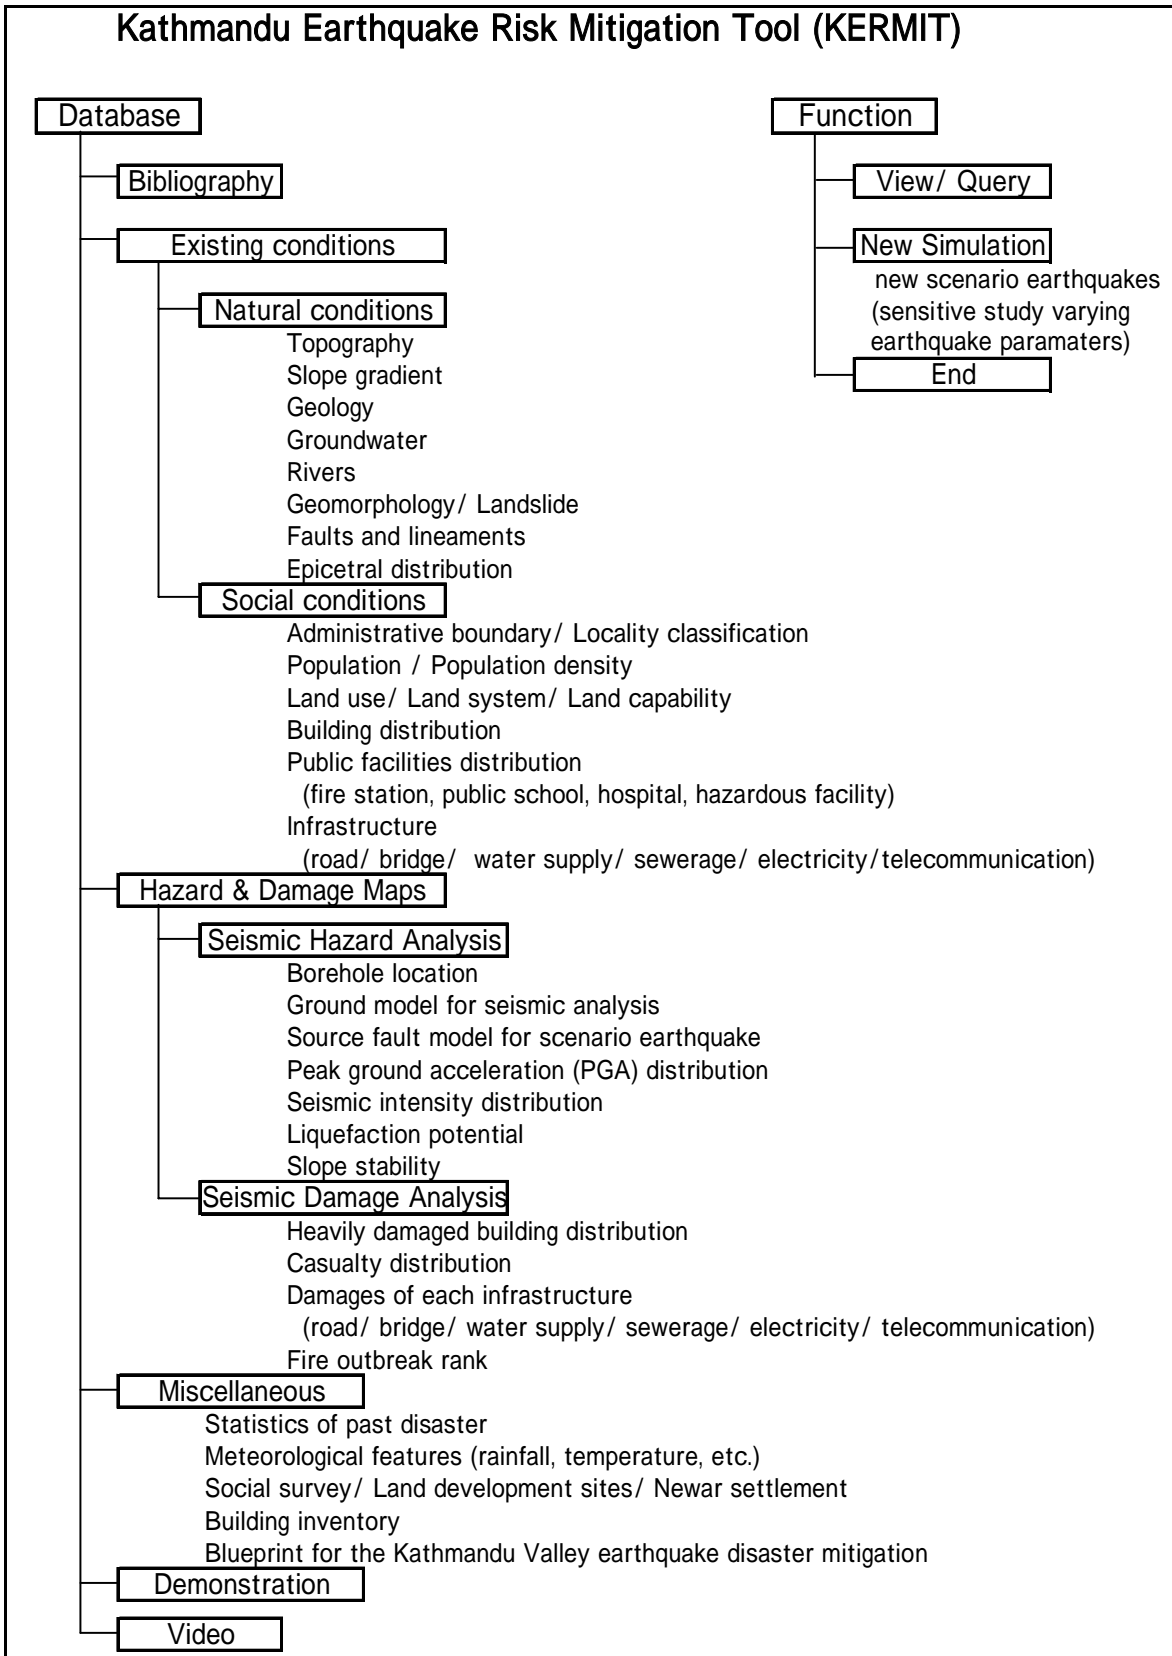 Kathmandu Earthquake Risk Mitigation Tool (KERMIT)
Database
Bibliography
Existing conditions
Natural conditions
Topography
Slope gradient
Geology
Groundwater
Rivers
Geomorphology/ Landslide
Faults and lineaments
Epicetral distribution
Social conditions
Administrative boundary/ Locality classification
Population / Population density
Land use/ Land system/ Land capability
Building distribution
Public facilities distribution
(fire station, public school, hospital, hazardous facility)
Infrastructure
(road/ bridge/ water supply/ sewerage/ electricity/telecommunication)
Hazard & Damage Maps
Seismic Hazard Analysis
Borehole location
Ground model for seismic analysis
Source fault model for scenario earthquake
Peak ground acceleration (PGA) distribution
Seismic intensity distribution
Liquefaction potential
Slope stability
Seismic Damage Analysis
Heavily damaged building distribution
Casualty distribution
Damages of each infrastructure
(road/ bridge/ water supply/ sewerage/ electricity/ telecommunication)
Fire outbreak rank
Miscellaneous
Statistics of past disaster
Meteorological features (rainfall, temperature, etc.)
Social survey/ Land development sites/ Newar settlement
Building inventory
Blueprint for the Kathmandu Valley earthquake disaster mitigation
Demonstration
Video
Function
View/ Query
New Simulation
new scenario earthquakes
(sensitive study varying
earthquake paramaters)
End